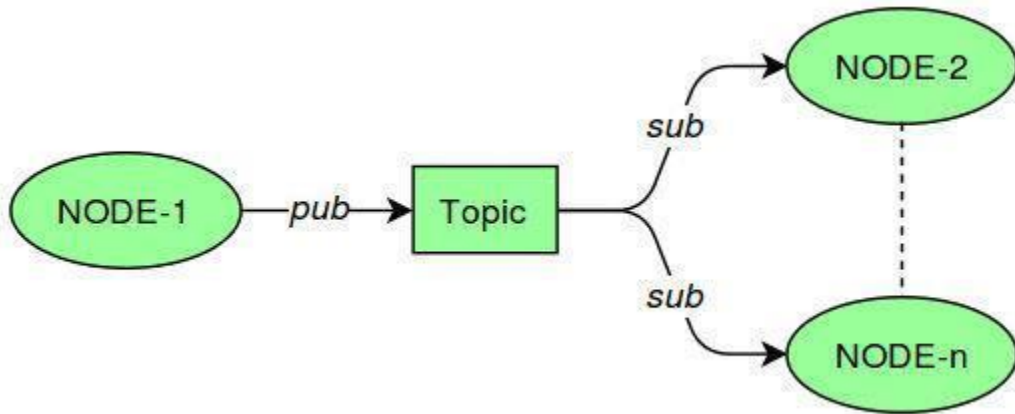 NODE-1
pub
Topic
sub
NODE-2
sub
NODE-n